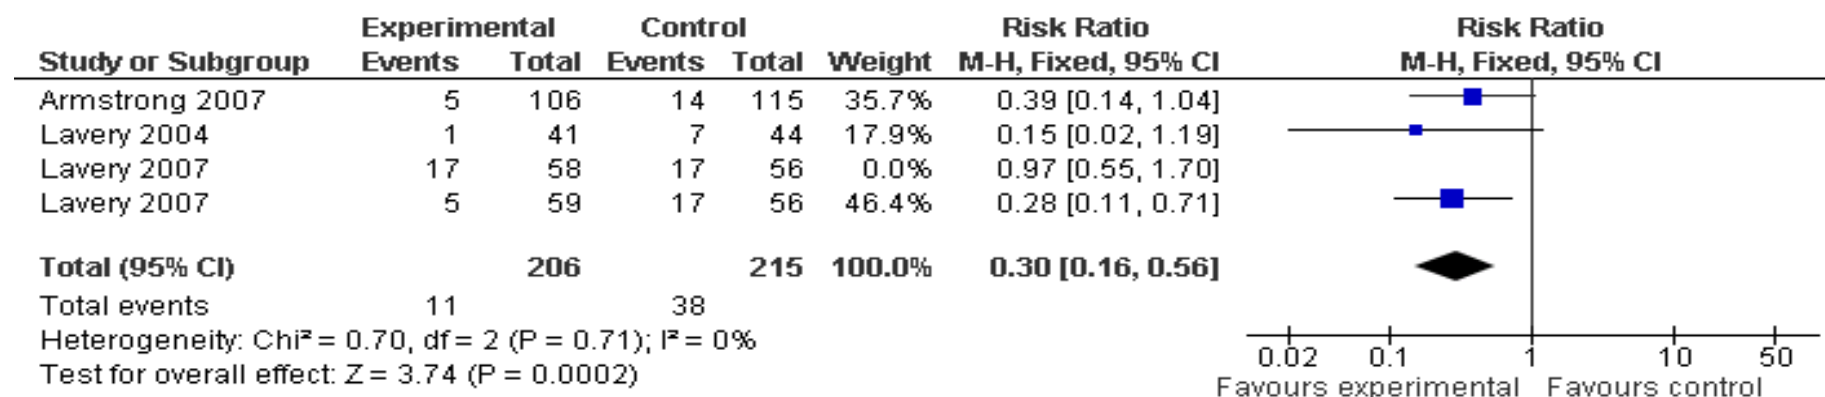 Experimental Control Risk Ratio Risk Ratio
Study or Subgroup Events Total Events Total Weight M-H, Fixed, 95% CI M-H, Fixed, 95% CI
Armstrong 2007 5 106 14 115 35.7% 0.39 [0.14, 1.04]
Lavery 2004 1 41 7 44 17.9% 0.15 [0.02, 1.19]
Lavery 2007 17 58 17 56 0.0% 0.97 [0.55, 1.70]
Lavery 2007 5 59 17 56 46.4% 0.28 [0.11, 0.71]
Total (95% CI) 206 215 100.0% 0.30 [0.16, 0.56]
Total events 11 38
Heterogeneity: Chi² = 0.70, df = 2 (P = 0.71); I² = 0%
Test for overall effect: Z = 3.74 (P = 0.0002)
0.02 0.1 1 10 50
Favours experimental Favours control